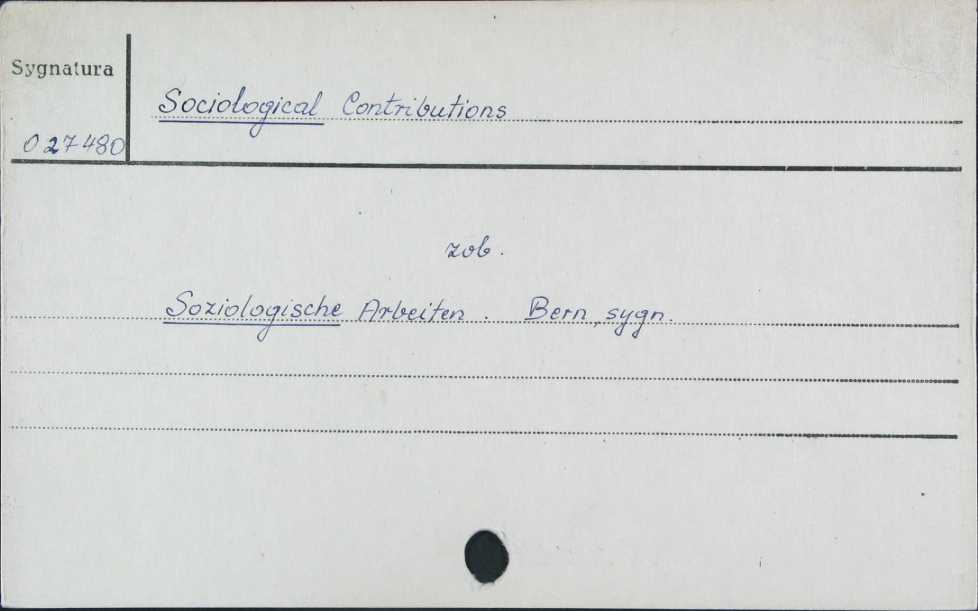 Sygnatura
Sociological Contributions
027480
zob.
Soziologische Arbeiten. Bern, sygn.